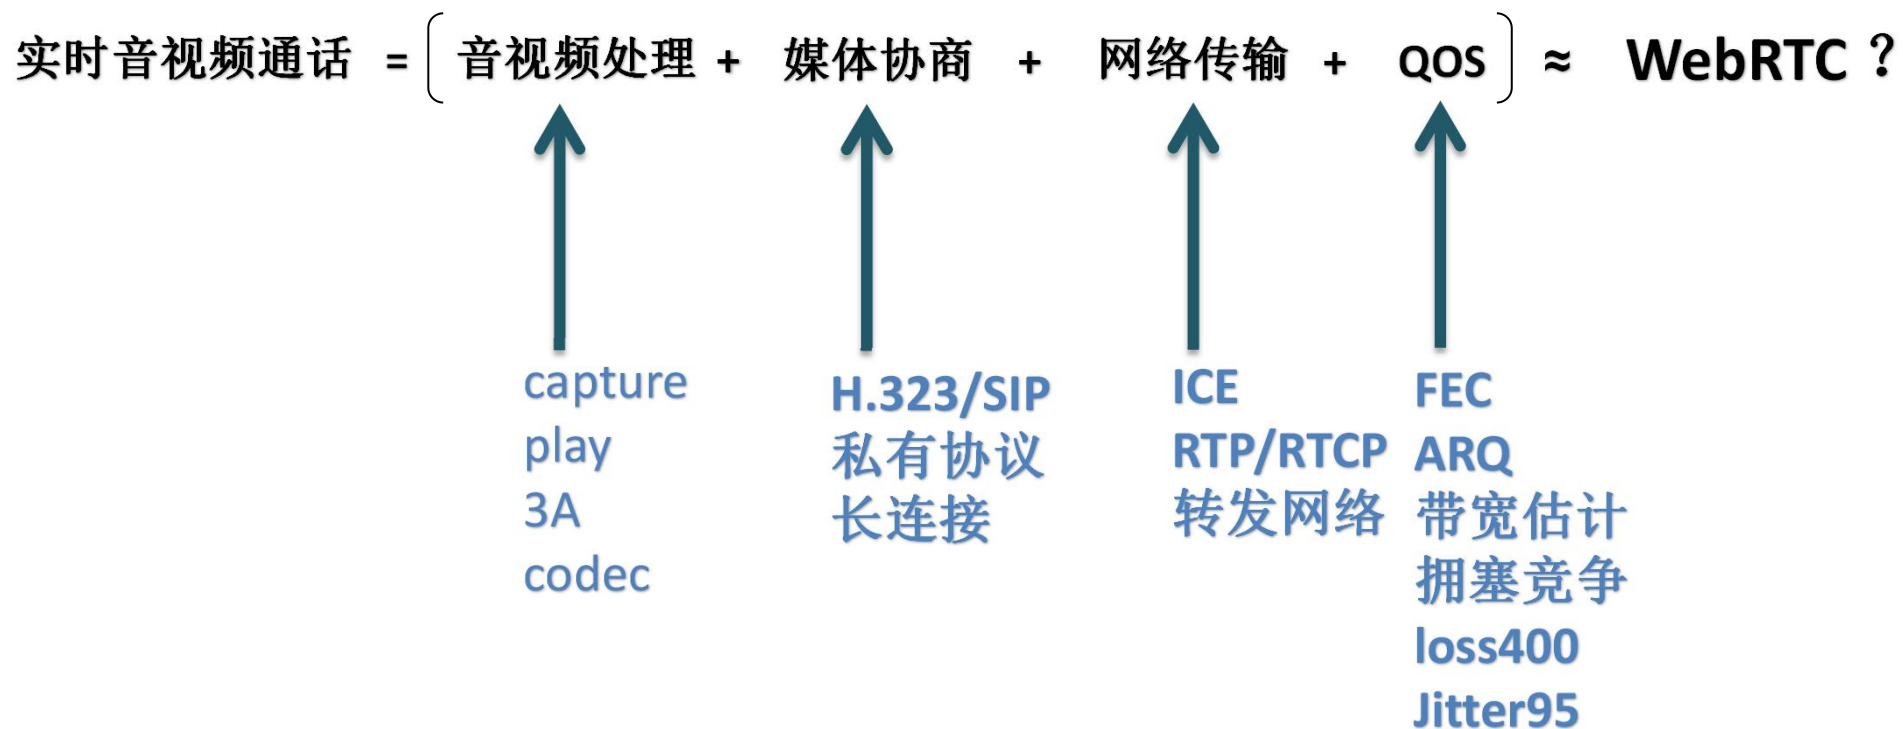 实时音视频通话 = ( 音视频处理 + 媒体协商 + 网络传输 + QOS ) ≈ WebRTC ?
capture
play
3A
codec
H.323/SIP
私有协议
长连接
ICE
RTP/RTCP
转发网络
FEC
ARQ
带宽估计
拥塞竞争
loss400
Jitter95